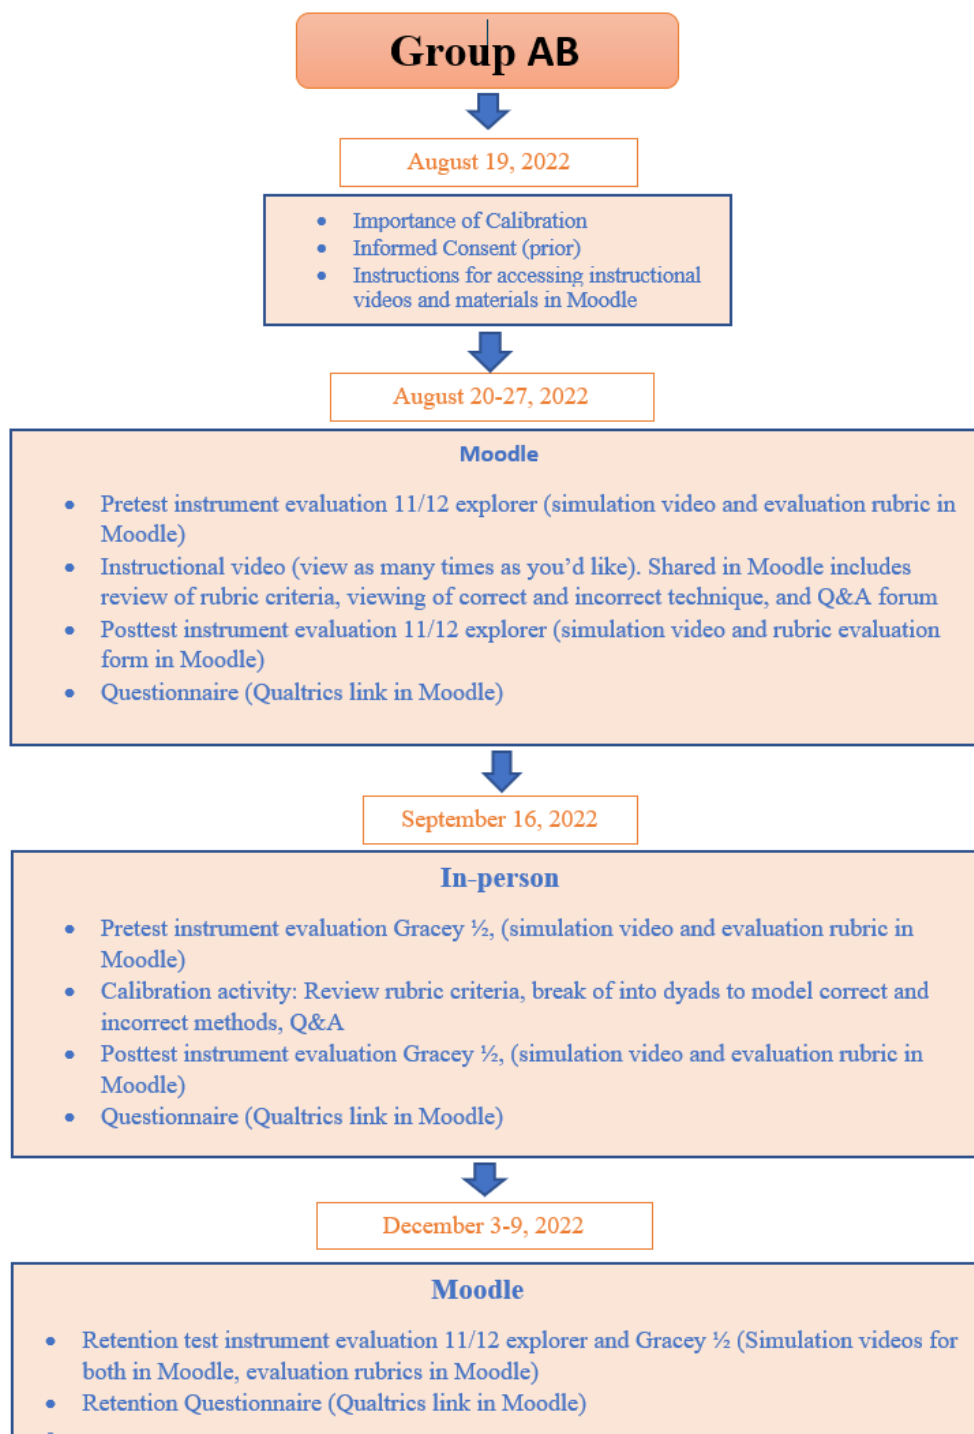 Group AB
August 19, 2022
• Importance of Calibration
• Informed Consent (prior)
• Instructions for accessing instructional
videos and materials in Moodle
August 20-27, 2022
Moodle
• Pretest instrument evaluation 11/12 explorer (simulation video and evaluation rubric in
Moodle)
• Instructional video (view as many times as you’d like). Shared in Moodle includes
review of rubric criteria, viewing of correct and incorrect technique, and Q&A forum
• Posttest instrument evaluation 11/12 explorer (simulation video and rubric evaluation
form in Moodle)
• Questionnaire (Qualtrics link in Moodle)
September 16, 2022
In-person
• Pretest instrument evaluation Gracey ½, (simulation video and evaluation rubric in
Moodle)
• Calibration activity: Review rubric criteria, break of into dyads to model correct and
incorrect methods, Q&A
• Posttest instrument evaluation Gracey ½, (simulation video and evaluation rubric in
Moodle)
• Questionnaire (Qualtrics link in Moodle)
December 3-9, 2022
Moodle
• Retention test instrument evaluation 11/12 explorer and Gracey ½ (Simulation videos for
both in Moodle, evaluation rubrics in Moodle)
• Retention Questionnaire (Qualtrics link in Moodle)